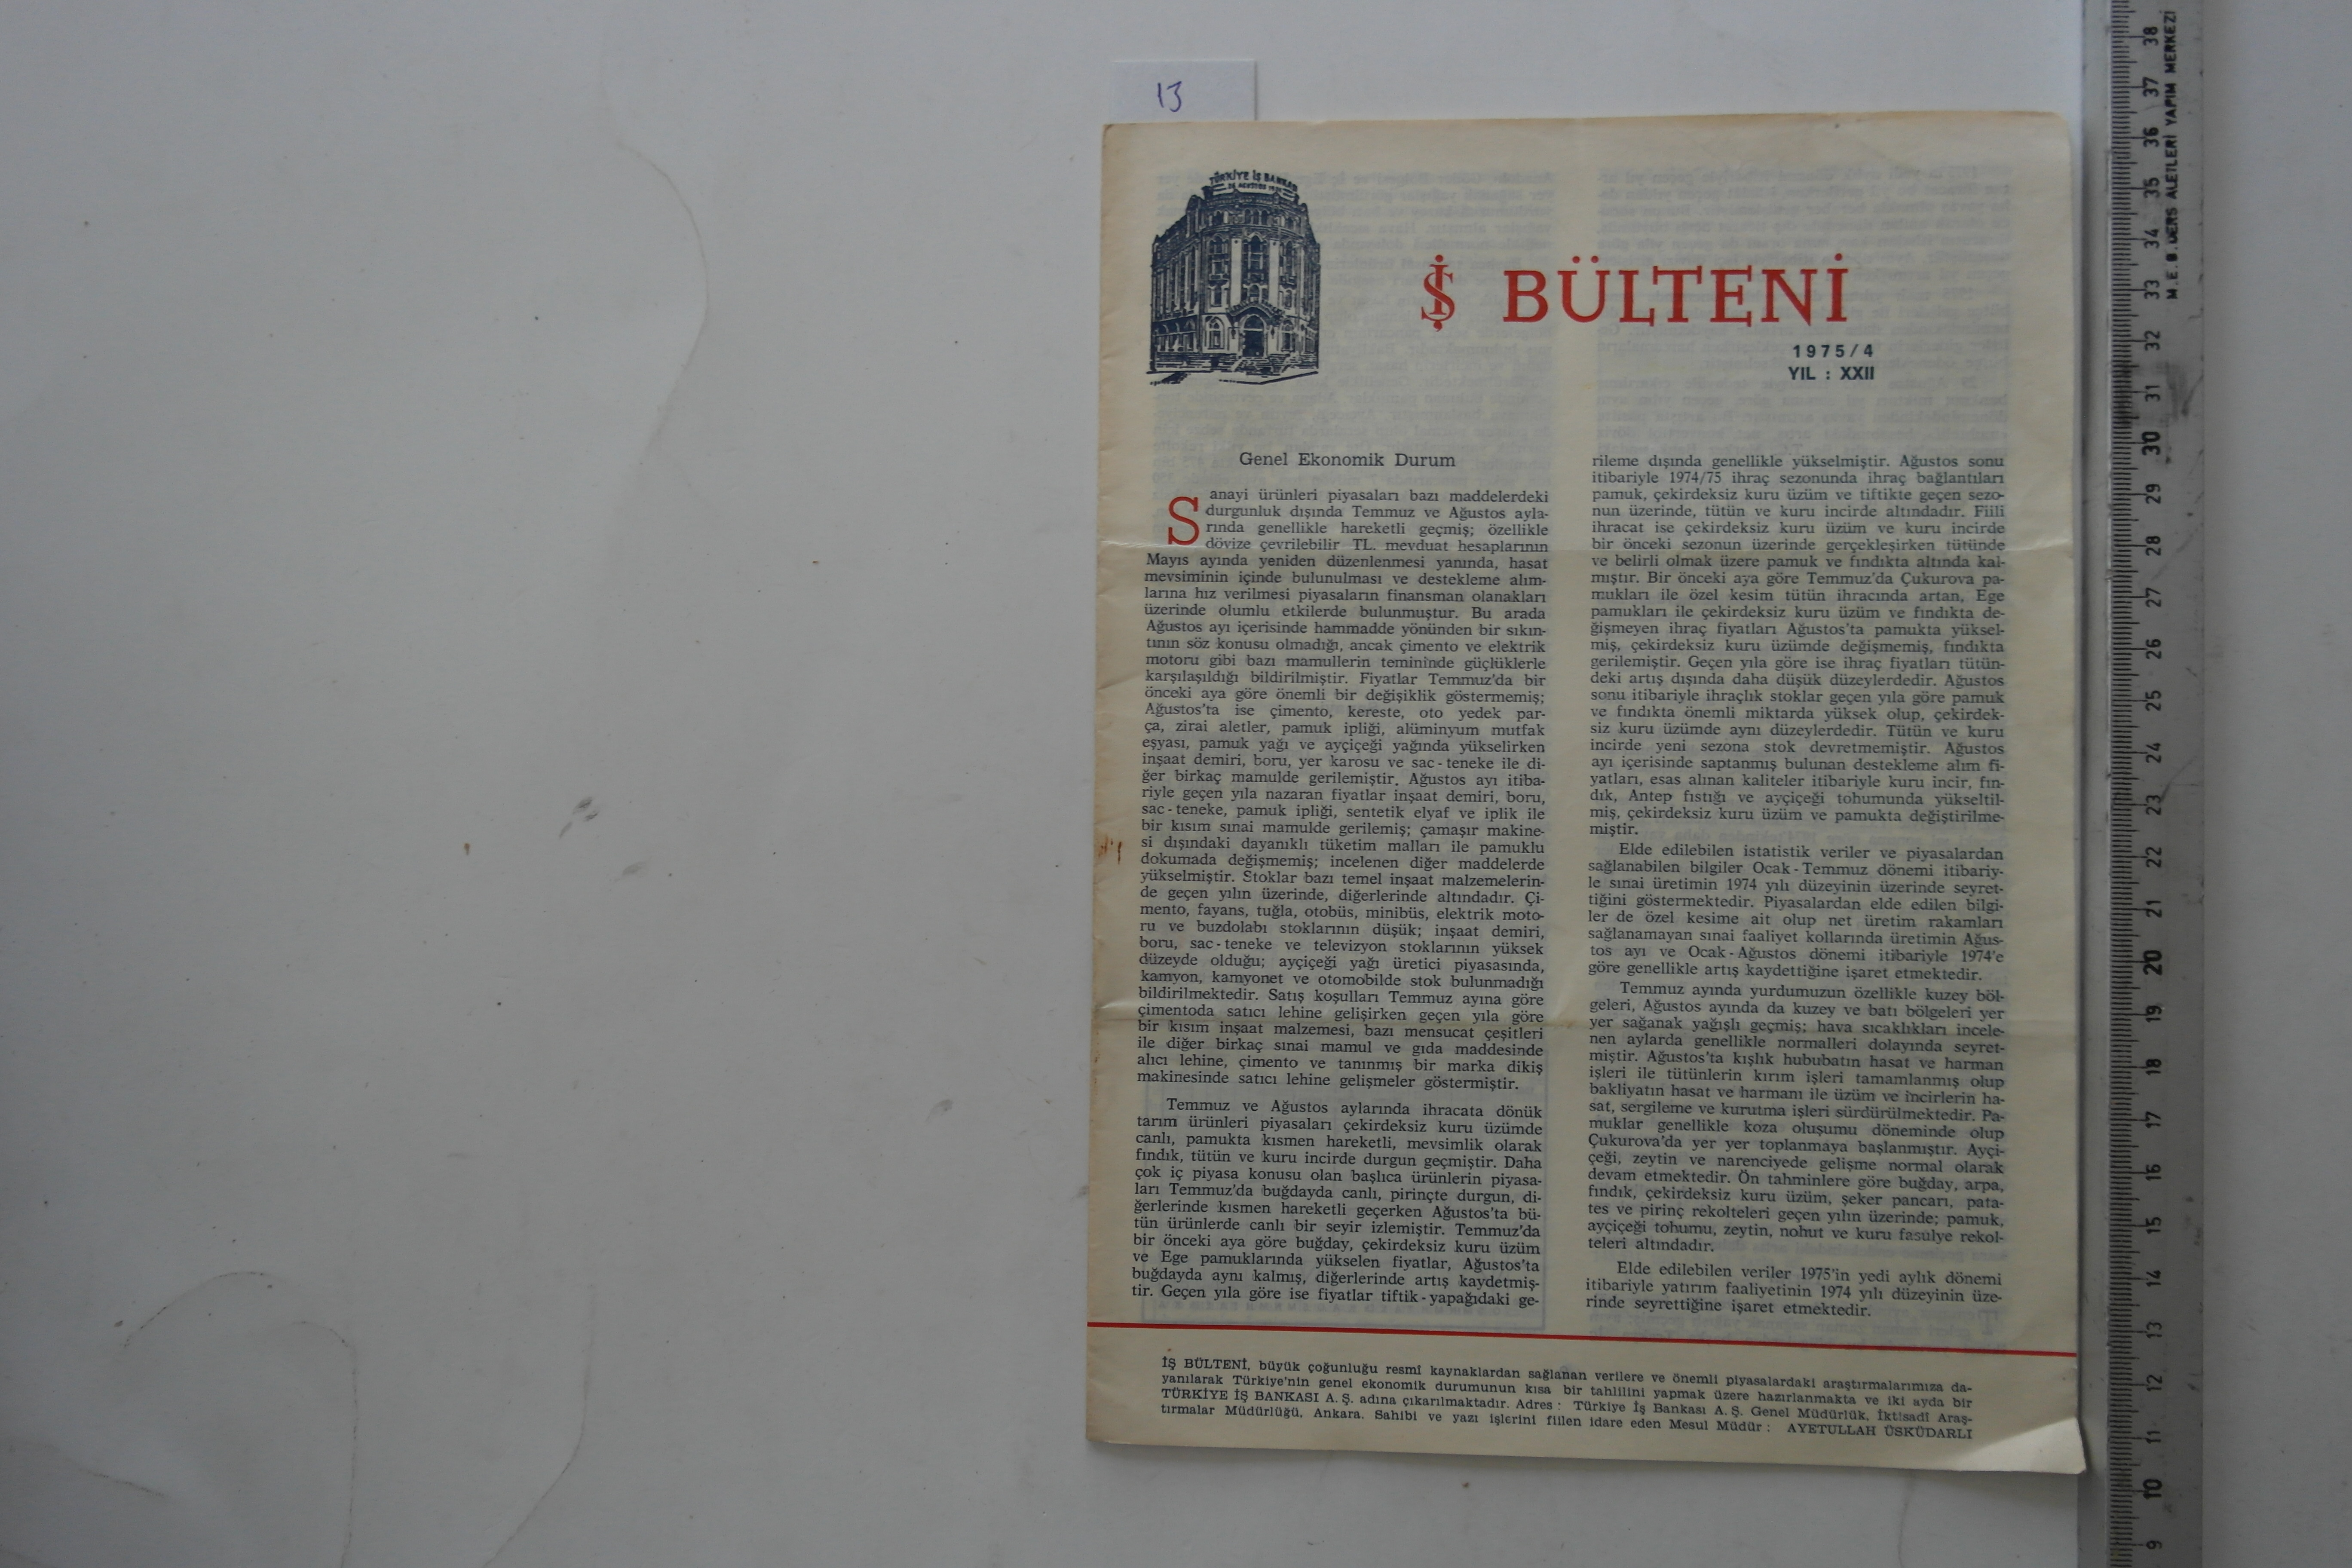 13
TÜRKİYE İŞ BANKASI
İŞ BÜLTENİ
1975/4
YIL : XXII
Genel Ekonomik Durum
Sanayi ürünleri piyasaları bazı maddelerdeki
durgunluk dışında Temmuz ve Ağustos ayla-
rında genellikle hareketli geçmiş; özellikle
dövize çevrilebilir TL. mevduat hesaplarının
Mayıs ayında yeniden düzenlenmesi yanında, hasat
mevsiminin içinde bulunulması ve destekleme alım-
larına hız verilmesi piyasaların finansman olanakları
üzerinde olumlu etkilerde bulunmuştur. Bu arada
Ağustos ayı içerisinde hammadde yönünden bir sıkın-
tının söz konusu olmadığı, ancak çimento ve elektrik
motoru gibi bazı mamullerin temininde güçlüklerle
karşılaşıldığı bildirilmiştir. Fiyatlar Temmuz'da bir
önceki aya göre önemli bir değişiklik göstermemiş;
Ağustos'ta ise çimento, kereste, oto yedek par-
ça, zirai aletler, pamuk ipliği, alüminyum mutfak
eşyası, pamuk yağı ve ayçiçeği yağında yükselirken
inşaat demiri, boru, yer karosu ve sac-teneke ile di-
ğer birkaç mamulde gerilemiştir. Ağustos ayı itiba-
riyle geçen yıla nazaran fiyatlar inşaat demiri, boru,
sac-teneke, pamuk ipliği, sentetik elyaf ve iplik ile
bir kısım sınai mamulde gerilemiş; çamaşır makine-
si dışındaki dayanıklı tüketim malları ile pamuklu
dokumada değişmemiş; incelenen diğer maddelerde
yükselmiştir. Stoklar bazı temel inşaat malzemelerin-
de geçen yılın üzerinde, diğerlerinde altındadır. Çi-
mento, fayans, tuğla, otobüs, minibüs, elektrik moto-
ru ve buzdolabı stoklarının düşük; inşaat demiri,
boru, sac-teneke ve televizyon stoklarının yüksek
düzeyde olduğu; ayçiçeği yağı üretici piyasasında,
kamyon, kamyonet ve otomobilde stok bulunmadığı
bildirilmektedir. Satış koşulları Temmuz ayına göre
çimentoda satıcı lehine gelişirken geçen yıla göre
bir kısım inşaat malzemesi, bazı mensucat çeşitleri
ile diğer birkaç sınai mamul ve gıda maddesinde
alıcı lehine, çimento ve tanınmış bir marka dikiş
makinesinde satıcı lehine gelişmeler göstermiştir.
Temmuz ve Ağustos aylarında ihracata dönük
tarım ürünleri piyasaları çekirdeksiz kuru üzümde
canlı, pamukta kısmen hareketli, mevsimlik olarak
fındık, tütün ve kuru incirde durgun geçmiştir. Daha
çok iç piyasa konusu olan başlıca ürünlerin piyasa-
ları Temmuz'da buğdayda canlı, pirinçte durgun, di-
ğerlerinde kısmen hareketli geçerken Ağustos'ta bü-
tün ürünlerde canlı bir seyir izlemiştir. Temmuz'da
bir önceki aya göre buğday, çekirdeksiz kuru üzüm
ve Ege pamuklarında yükselen fiyatlar, Ağustos'ta
buğdayda aynı kalmış, diğerlerinde artış kaydetmiş-
tir. Geçen yıla göre ise fiyatlar tiftik-yapağıdaki ge-
rileme dışında genellikle yükselmiştir. Ağustos sonu
itibariyle 1974/75 ihraç sezonunda ihraç bağlantıları
pamuk, çekirdeksiz kuru üzüm ve tiftikte geçen sezo-
nun üzerinde, tütün ve kuru incirde altındadır. Fiili
ihracat ise çekirdeksiz kuru üzüm ve kuru incirde
bir önceki sezonun üzerinde gerçekleşirken tütünde
ve belirli olmak üzere pamuk ve fındıkta altında kal-
mıştır. Bir önceki aya göre Temmuz'da Çukurova pa-
mukları ile özel kesim tütün ihracında artan, Ege
pamukları ile çekirdeksiz kuru üzüm ve fındıkta de-
ğişmeyen ihraç fiyatları Ağustos'ta pamukta yüksel-
miş, çekirdeksiz kuru üzümde değişmemiş, fındıkta
gerilemiştir. Geçen yıla göre ise ihraç fiyatları tütün-
deki artış dışında daha düşük düzeylerdedir. Ağustos
sonu itibariyle ihraçlık stoklar geçen yıla göre pamuk
ve fındıkta önemli miktarda yüksek olup, çekirdek-
siz kuru üzümde aynı düzeylerdedir. Tütün ve kuru
incirde yeni sezona stok devretmemiştir. Ağustos
ayı içerisinde saptanmış bulunan destekleme alım fi-
yatları, esas alınan kaliteler itibariyle kuru incir, fın-
dık, Antep fıstığı ve ayçiçeği tohumunda yükseltil-
miş, çekirdeksiz kuru üzüm ve pamukta değiştirilme-
miştir.
Elde edilebilen istatistik veriler ve piyasalardan
sağlanabilen bilgiler Ocak-Temmuz dönemi itibariy-
le sınai üretimin 1974 yılı düzeyinin üzerinde seyret-
tiğini göstermektedir. Piyasalardan elde edilen bilgi-
ler de özel kesime ait olup net üretim rakamları
sağlanamayan sınai faaliyet kollarında üretimin Ağus-
tos ayı ve Ocak-Ağustos dönemi itibariyle 1974'e
göre genellikle artış kaydettiğine işaret etmektedir.
Temmuz ayında yurdumuzun özellikle kuzey böl-
geleri, Ağustos ayında da kuzey ve batı bölgeleri yer
yer sağanak yağışlı geçmiş; hava sıcaklıkları incele-
nen aylarda genellikle normalleri dolayında seyret-
miştir. Ağustos'ta kışlık hububatın hasat ve harman
işleri ile tütünlerin kırım işleri tamamlanmış olup
bakliyatın hasat ve harmanı ile üzüm ve incirlerin ha-
sat, sergileme ve kurutma işleri sürdürülmektedir. Pa-
muklar genellikle koza oluşumu döneminde olup
Çukurova'da yer yer toplanmaya başlanmıştır. Ayçi-
çeği, zeytin ve narenciyede gelişme normal olarak
devam etmektedir. Ön tahminlere göre buğday, arpa,
fındık, çekirdeksiz kuru üzüm, şeker pancarı, pata-
tes ve pirinç rekolteleri geçen yılın üzerinde; pamuk,
ayçiçeği tohumu, zeytin, nohut ve kuru fasulye rekol-
teleri altındadır.
Elde edilebilen veriler 1975'in yedi aylık dönemi
itibariyle yatırım faaliyetinin 1974 yılı düzeyinin üze-
rinde seyrettiğine işaret etmektedir.
İŞ BÜLTENİ, büyük çoğunluğu resmî kaynaklardan sağlanan verilere ve önemli piyasalardaki araştırmalarımıza da-
yanılarak Türkiye'nin genel ekonomik durumunun kısa bir tahlilini yapmak üzere hazırlanmakta ve iki ayda bir
TÜRKİYE İŞ BANKASI A. Ş. adına çıkarılmaktadır. Adres : Türkiye İş Bankası A. Ş. Genel Müdürlük, İktisadî Araş-
tırmalar Müdürlüğü, Ankara. Sahibi ve yazı işlerini fiilen idare eden Mesul Müdür : AYETULLAH ÜSKÜDARLI
38
37
36
35
34
33
32
31
30
29
28
27
26
25
24
23
22
21
20
19
18
17
16
15
14
13
12
11
10
9
M.E.B. DERS ALETLERİ YAPIM MERKEZİ